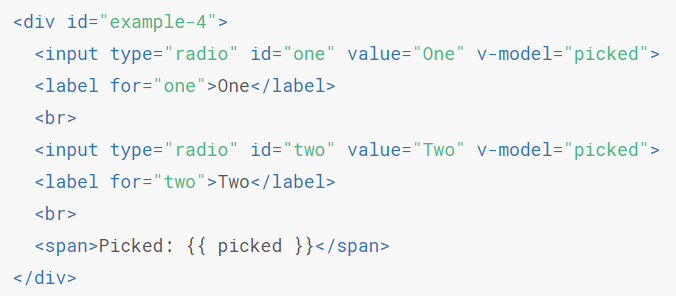 <div id="example-4">
  <input type="radio" id="one" value="One" v-model="picked">
  <label for="one">One</label>
  <br>
  <input type="radio" id="two" value="Two" v-model="picked">
  <label for="two">Two</label>
  <br>
  <span>Picked: {{ picked }}</span>
</div>